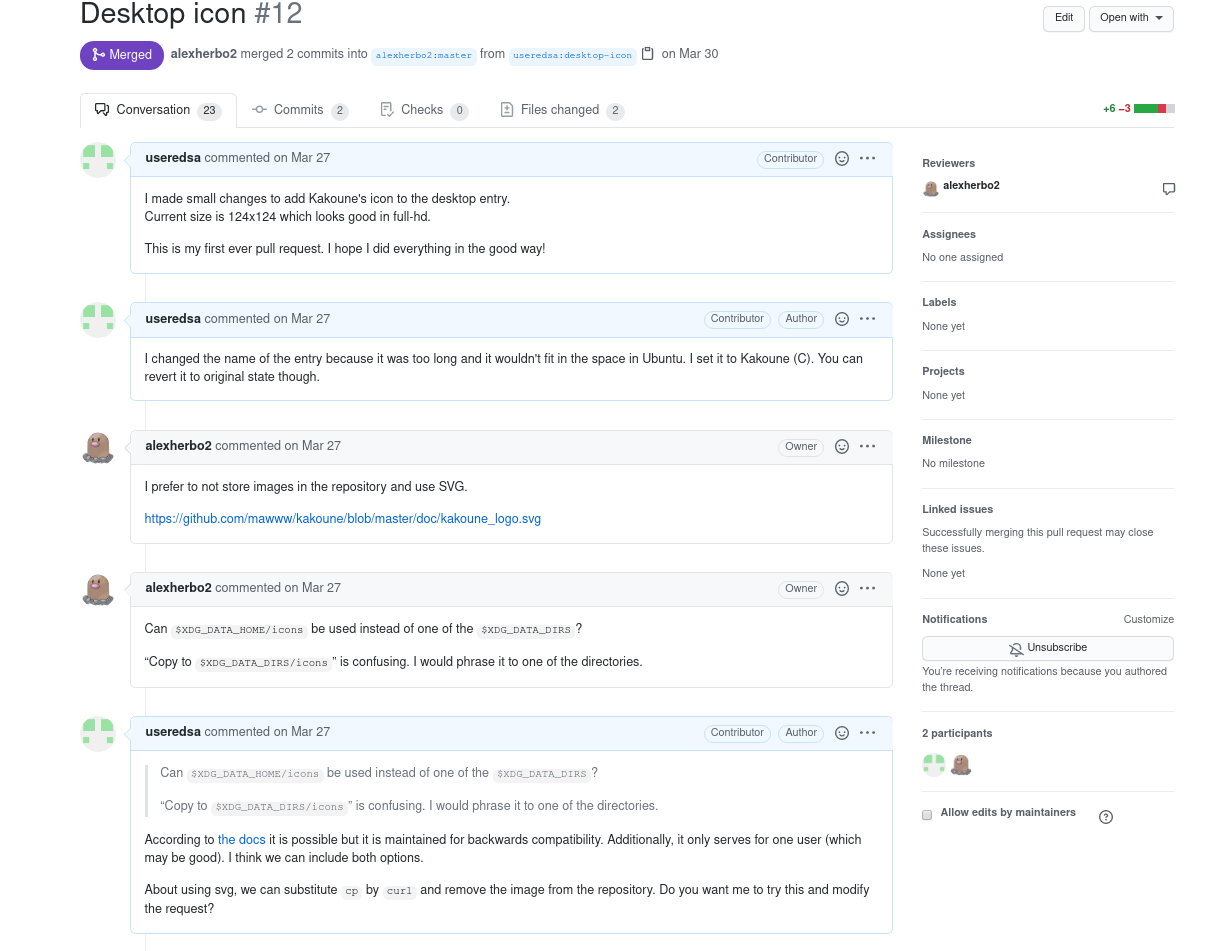 Desktop icon #12
Edit
Open with
Merged
alexherbo2 merged 2 commits into alexherbo2:master from useredsa:desktop-icon on Mar 30
Conversation 23
Commits 2
Checks 0
Files changed 2
+6 −3
useredsa commented on Mar 27
Contributor
I made small changes to add Kakoune's icon to the desktop entry.
Current size is 124x124 which looks good in full-hd.
This is my first ever pull request. I hope I did everything in the good way!
useredsa commented on Mar 27
Contributor
Author
I changed the name of the entry because it was too long and it wouldn't fit in the space in Ubuntu. I set it to Kakoune (C). You can
revert it to original state though.
alexherbo2 commented on Mar 27
Owner
I prefer to not store images in the repository and use SVG.
https://github.com/mawww/kakoune/blob/master/doc/kakoune_logo.svg
alexherbo2 commented on Mar 27
Owner
Can $XDG_DATA_HOME/icons be used instead of one of the $XDG_DATA_DIRS ?
“Copy to $XDG_DATA_DIRS/icons ” is confusing. I would phrase it to one of the directories.
useredsa commented on Mar 27
Contributor
Author
Can $XDG_DATA_HOME/icons be used instead of one of the $XDG_DATA_DIRS ?
“Copy to $XDG_DATA_DIRS/icons ” is confusing. I would phrase it to one of the directories.
According to the docs it is possible but it is maintained for backwards compatibility. Additionally, it only serves for one user (which
may be good). I think we can include both options.
About using svg, we can substitute cp by curl and remove the image from the repository. Do you want me to try this and modify
the request?
Reviewers
alexherbo2
Assignees
No one assigned
Labels
None yet
Projects
None yet
Milestone
No milestone
Linked issues
Successfully merging this pull request may close
these issues.
None yet
Notifications
Customize
Unsubscribe
You’re receiving notifications because you authored
the thread.
2 participants
Allow edits by maintainers
?